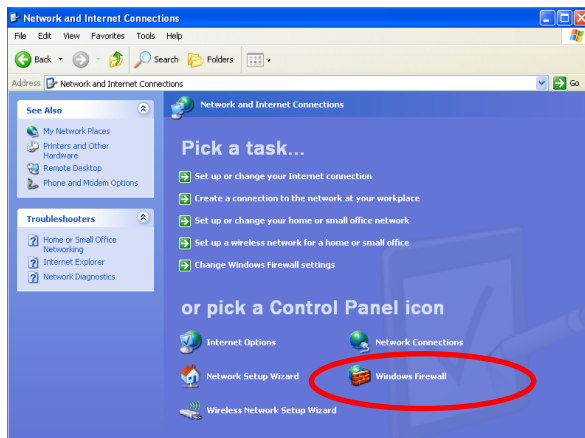 Network and Internet Connections
File Edit View Favorites Tools Help
Back Search Folders
Address Network and Internet Connections Go
See Also
My Network Places
Printers and Other
Hardware
Remote Desktop
Phone and Modem Options
Troubleshooters
Home or Small Office
Networking
Internet Explorer
Network Diagnostics
Network and Internet Connections
Pick a task...
Set up or change your Internet connection
Create a connection to the network at your workplace
Set up or change your home or small office network
Set up a wireless network for a home or small office
Change Windows Firewall settings
or pick a Control Panel icon
Internet Options Network Connections
Network Setup Wizard Windows Firewall
Wireless Network Setup Wizard